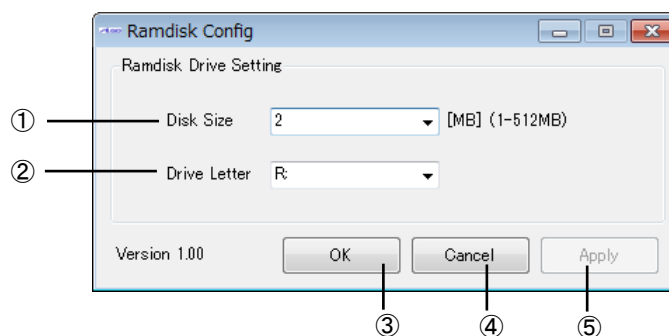 Ramdisk Config
Ramdisk Drive Setting
① Disk Size 2 [MB] (1-512MB)
② Drive Letter R:
Version 1.00 OK Cancel Apply
③ ④ ⑤